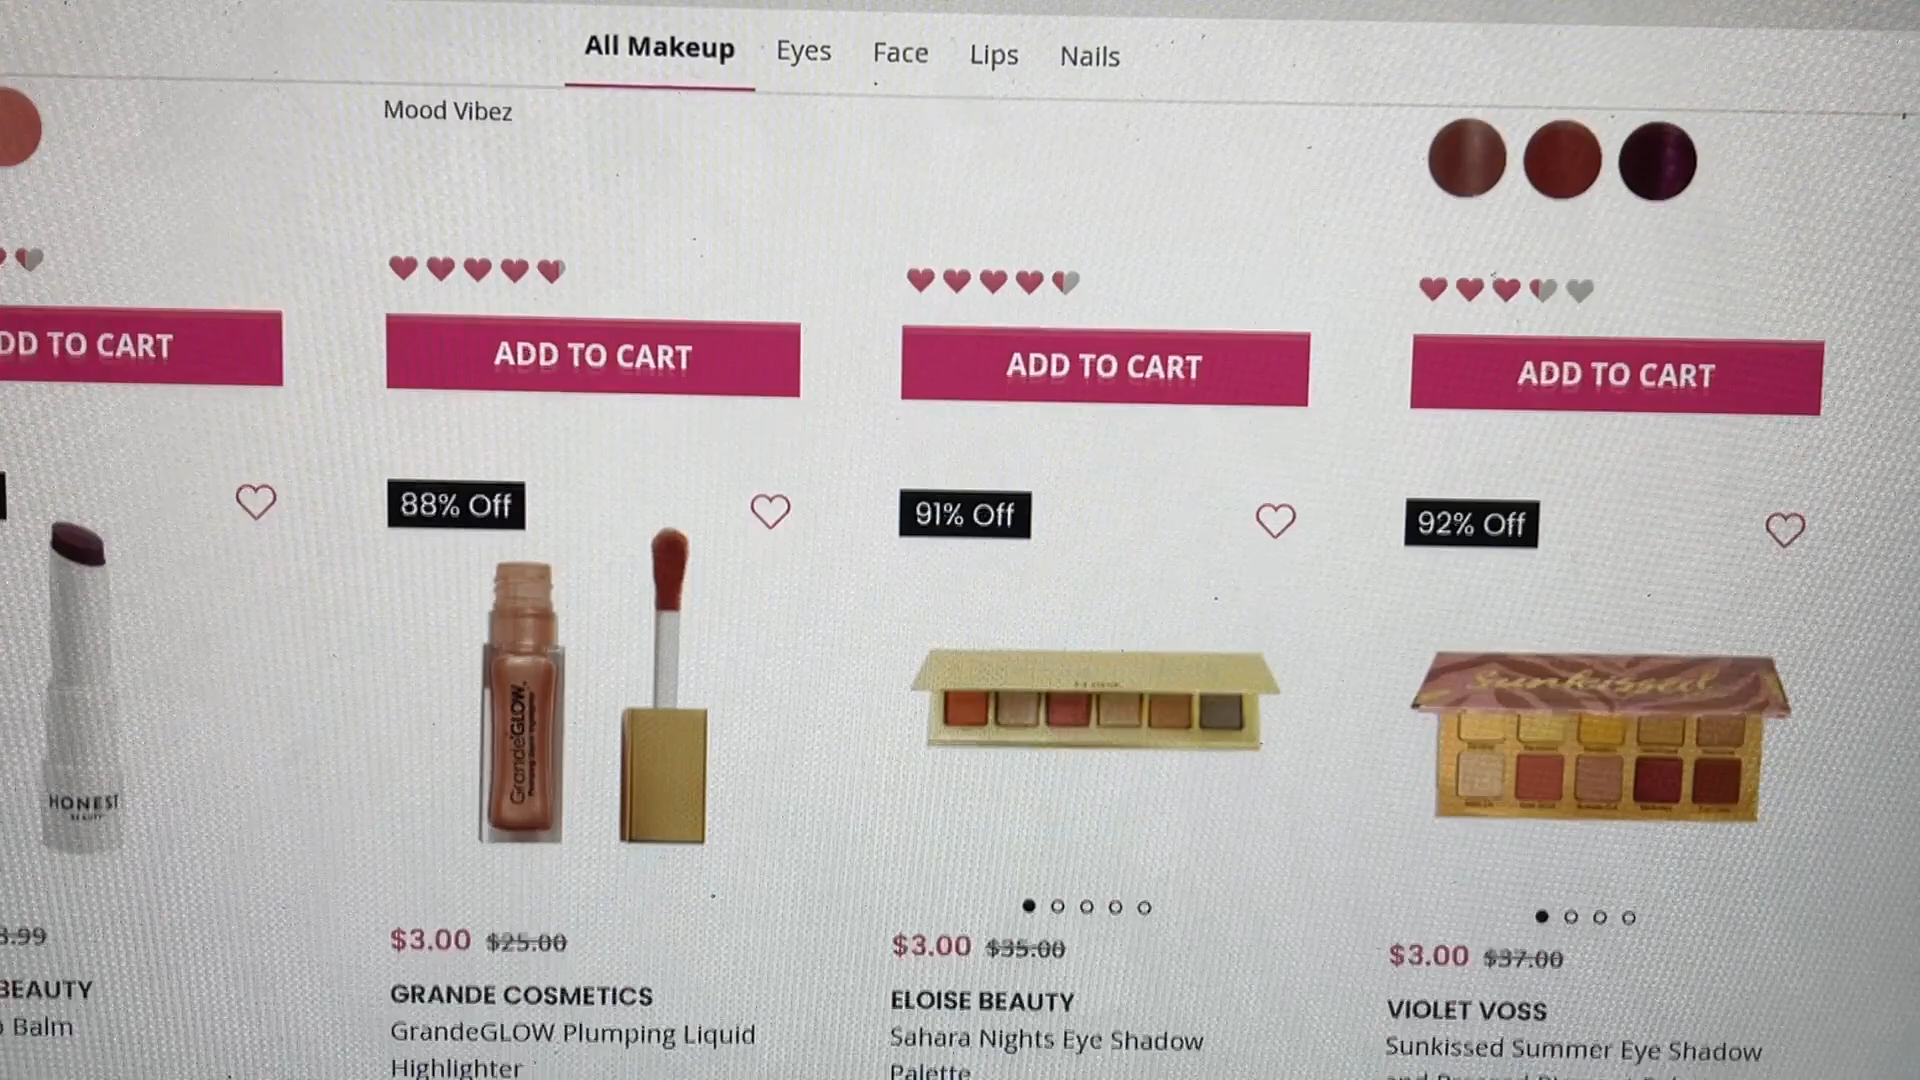 All Makeup Eyes Face Lips Nails
Mood Vibez
DD TO CART
ADD TO CART
ADD TO CART
ADD TO CART
88% Off
91% Off
92% Off
Sunkissed
GrandeGLOW
HONEST
BEAUTY
.99
$3.00 $25.00
$3.00 $35.00
$3.00 $37.00
BEAUTY
Balm
GRANDE COSMETICS
GrandeGLOW Plumping Liquid
Highlighter
ELOISE BEAUTY
Sahara Nights Eye Shadow
Palette
VIOLET VOSS
Sunkissed Summer Eye Shadow